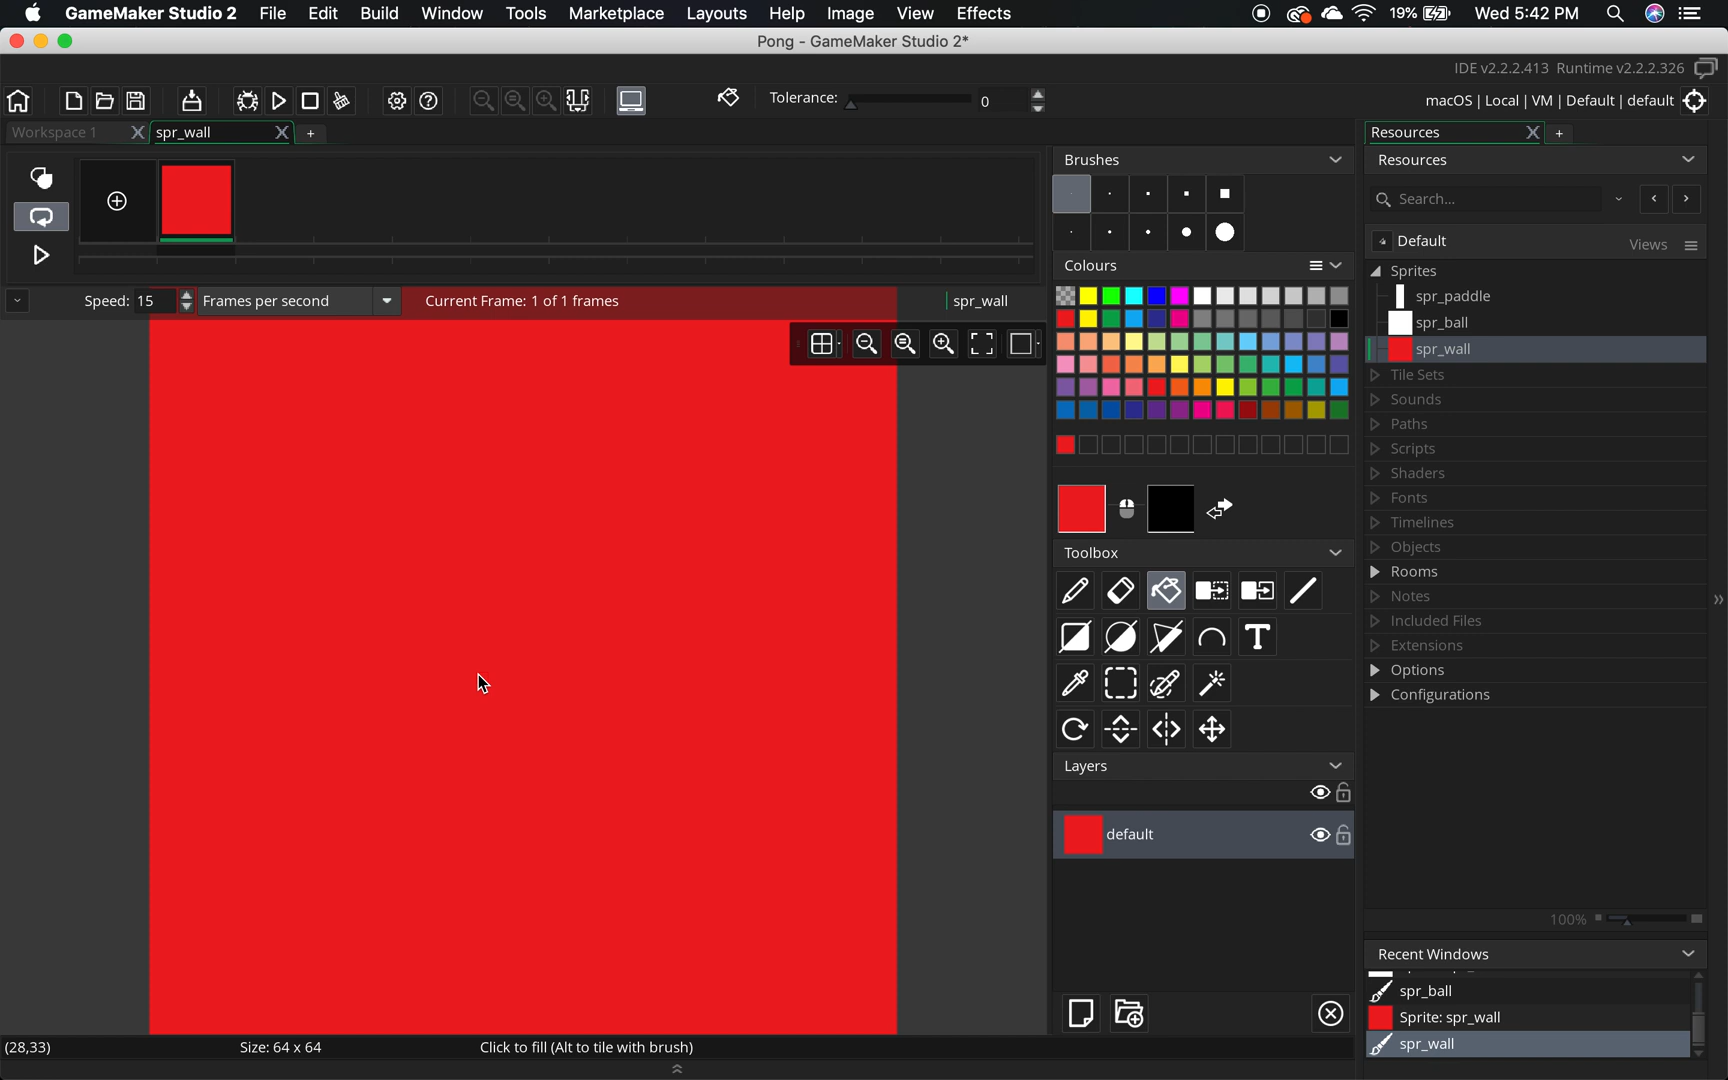 GameMaker Studio 2 File Edit Build Window Tools Marketplace Layouts Help Image View Effects 19% Wed 5:42 PM
Pong - GameMaker Studio 2*
IDE v2.2.2.413 Runtime v2.2.2.326
Tolerance: 0
macOS | Local | VM | Default | default
Workspace 1
spr_wall
Resources
Brushes
Resources
Search...
Default
Views
Colours
Sprites
spr_paddle
Speed: 15 Frames per second Current Frame: 1 of 1 frames spr_wall
spr_ball
spr_wall
Tile Sets
Sounds
Paths
Scripts
Shaders
Fonts
Timelines
Toolbox
Objects
Rooms
Notes
Included Files
Extensions
Options
Configurations
Layers
default
100%
Recent Windows
spr_ball
Sprite: spr_wall
spr_wall
(28,33) Size: 64 x 64 Click to fill (Alt to tile with brush)